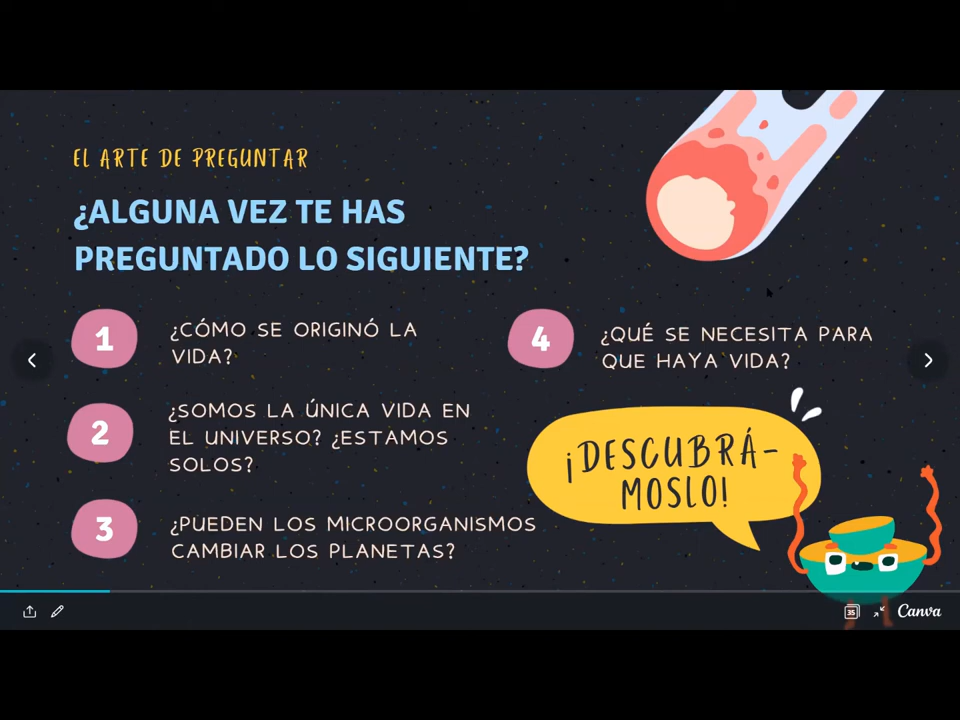 EL ARTE DE PREGUNTAR
¿ALGUNA VEZ TE HAS
PREGUNTADO LO SIGUIENTE?
1
¿CÓMO SE ORIGINÓ LA
VIDA?
2
¿SOMOS LA ÚNICA VIDA EN
EL UNIVERSO? ¿ESTAMOS
SOLOS?
3
¿PUEDEN LOS MICROORGANISMOS
CAMBIAR LOS PLANETAS?
4
¿QUÉ SE NECESITA PARA
QUE HAYA VIDA?
¡DESCUBRÁ-
MOSLO!
35
Canva